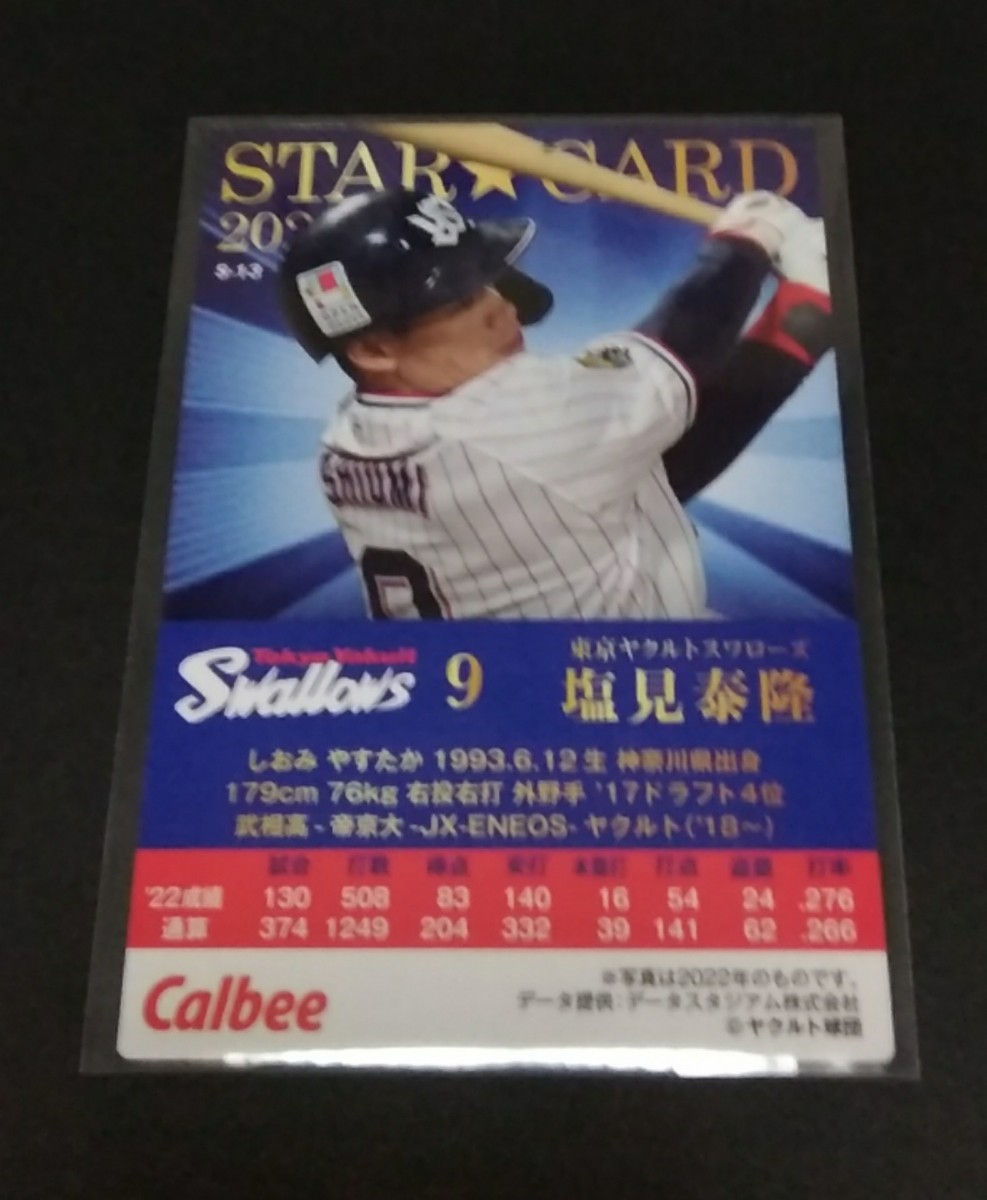 STAR★CARD
202
S-13
SHIOMI
9
Tokyo Yakult
Swallows 9
東京ヤクルトスワローズ
塩見泰隆
しおみ やすたか 1993.6.12生 神奈川県出身
179cm 76kg 右投右打 外野手 '17ドラフト4位
武相高 - 帝京大 -JX-ENEOS- ヤクルト('18～)
試合 打数 得点 安打 本塁打 打点 盗塁 打率
'22成績 130 508 83 140 16 54 24 .276
通算 374 1249 204 332 39 141 62 .266
Calbee
※写真は2022年のものです。
データ提供：データスタジアム株式会社
©ヤクルト球団